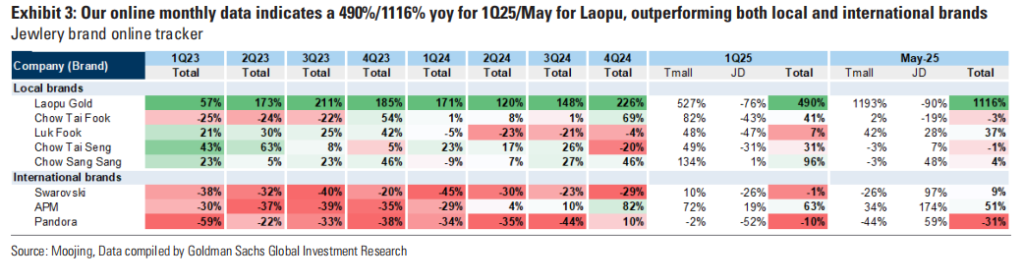 Exhibit 3: Our online monthly data indicates a 490%/1116% yoy for 1Q25/May for Laopu, outperforming both local and international brands
Jewlery brand online tracker
Company (Brand) 1Q23 2Q23 3Q23 4Q23 1Q24 2Q24 3Q24 4Q24 1Q25 May-25
Total Total Total Total Total Total Total Total Tmall JD Total Tmall JD Total
Local brands
Laopu Gold 57% 173% 211% 185% 171% 120% 148% 226% 527% -76% 490% 1193% -90% 1116%
Chow Tai Fook -25% -24% -22% 54% 1% 8% 1% 69% 82% -43% 41% 2% -19% -3%
Luk Fook 21% 30% 25% 42% -5% -23% -21% -4% 48% -47% 7% 42% 28% 37%
Chow Tai Seng 43% 63% 8% 5% 23% 17% 26% -20% 49% -31% 31% -3% 7% -1%
Chow Sang Sang 23% 5% 23% 46% -9% 7% 27% 46% 134% 1% 96% -3% 48% 4%
International brands
Swarovski -38% -32% -40% -20% -45% -30% -23% -29% 10% -26% -1% -26% 97% 9%
APM -30% -37% -39% -35% -29% 4% 10% 82% 72% 19% 63% 34% 174% 51%
Pandora -59% -22% -33% -38% -34% -35% -44% 10% -2% -52% -10% -44% 59% -31%
Source: Moojing, Data compiled by Goldman Sachs Global Investment Research